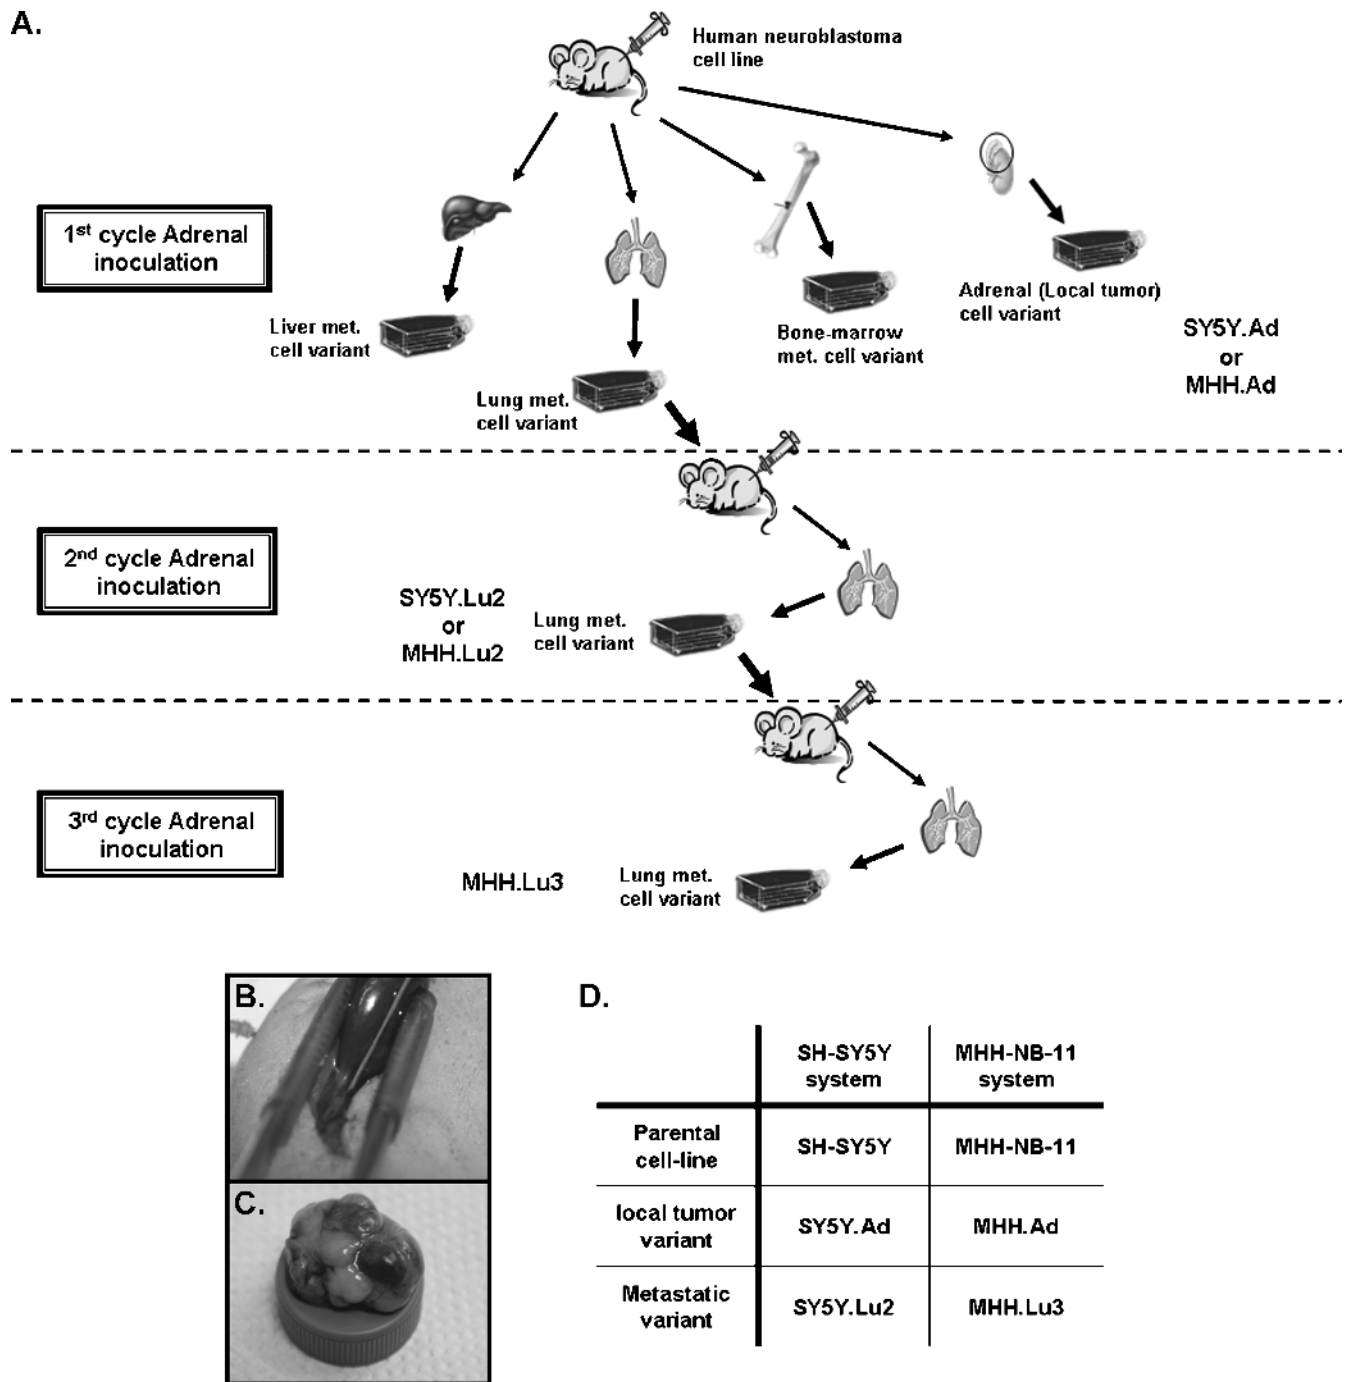 A.
Human neuroblastoma
cell line
1st cycle Adrenal
inoculation
Liver met.
cell variant
Lung met.
cell variant
Bone-marrow
met. cell variant
Adrenal (Local tumor)
cell variant
SY5Y.Ad
or
MHH.Ad
2nd cycle Adrenal
inoculation
SY5Y.Lu2
or
MHH.Lu2
Lung met.
cell variant
3rd cycle Adrenal
inoculation
MHH.Lu3
Lung met.
cell variant
B.
C.
D.
SH-SY5Y
system
MHH-NB-11
system
Parental
cell-line
SH-SY5Y
MHH-NB-11
local tumor
variant
SY5Y.Ad
MHH.Ad
Metastatic
variant
SY5Y.Lu2
MHH.Lu3